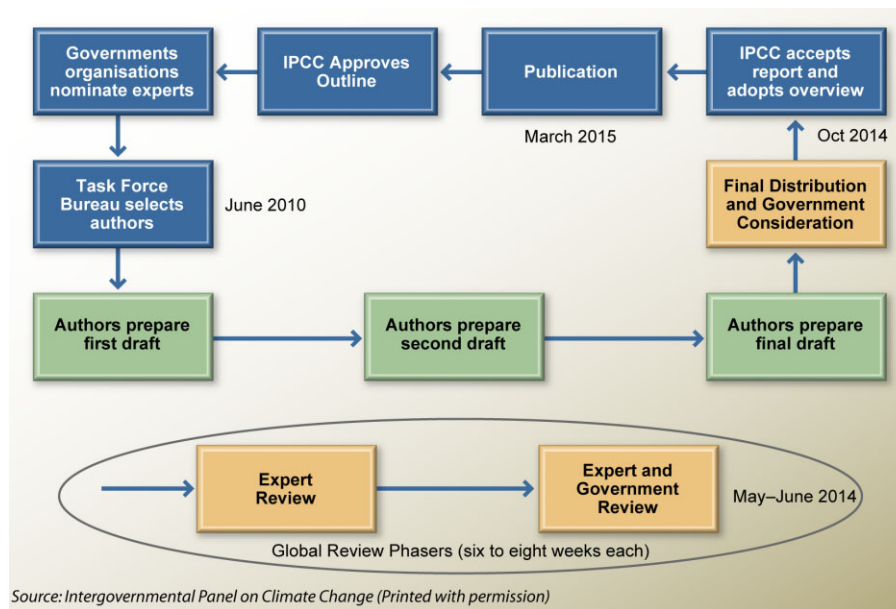 Governments
organisations
nominate experts
IPCC Approves
Outline
Publication
IPCC accepts
report and
adopts overview
March 2015
Oct 2014
Task Force
Bureau selects
authors
June 2010
Final Distribution
and Government
Consideration
Authors prepare
first draft
Authors prepare
second draft
Authors prepare
final draft
Expert
Review
Expert and
Government
Review
May–June 2014
Global Review Phasers (six to eight weeks each)
Source: Intergovernmental Panel on Climate Change (Printed with permission)